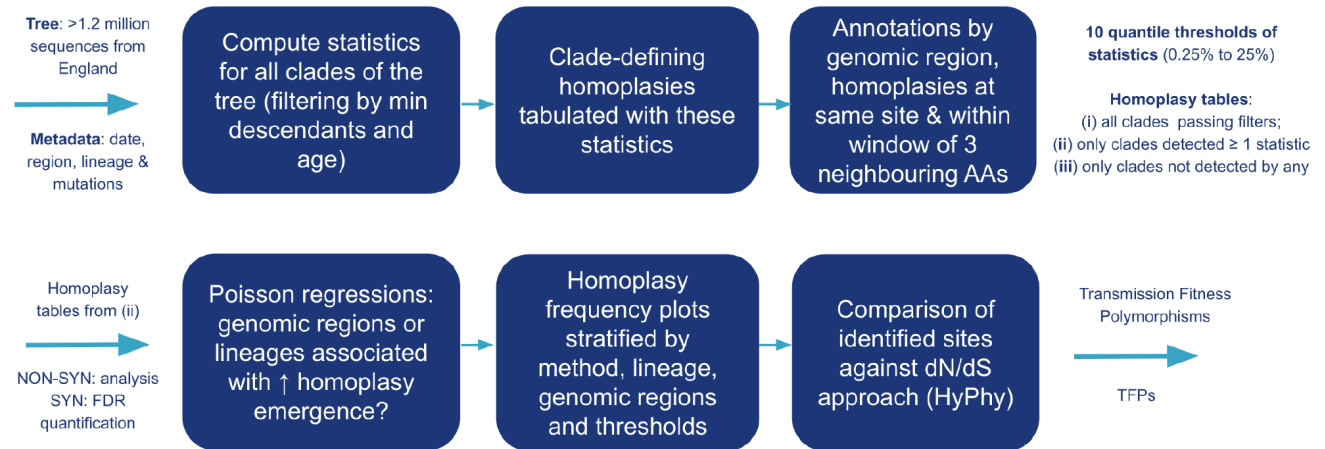 Tree: >1.2 million
sequences from
England
Metadata: date,
region, lineage &
mutations
Compute statistics
for all clades of the
tree (filtering by min
descendants and
age)
Clade-defining
homoplasies
tabulated with these
statistics
Annotations by
genomic region,
homoplasies at
same site & within
window of 3
neighbouring AAs
10 quantile thresholds of
statistics (0.25% to 25%)
Homoplasy tables:
(i) all clades passing filters;
(ii) only clades detected ≥ 1 statistic
(iii) only clades not detected by any
Homoplasy
tables from (ii)
NON-SYN: analysis
SYN: FDR
quantification
Poisson regressions:
genomic regions or
lineages associated
with ↑ homoplasy
emergence?
Homoplasy
frequency plots
stratified by
method, lineage,
genomic regions
and thresholds
Comparison of
identified sites
against dN/dS
approach (HyPhy)
Transmission Fitness
Polymorphisms
TFPs